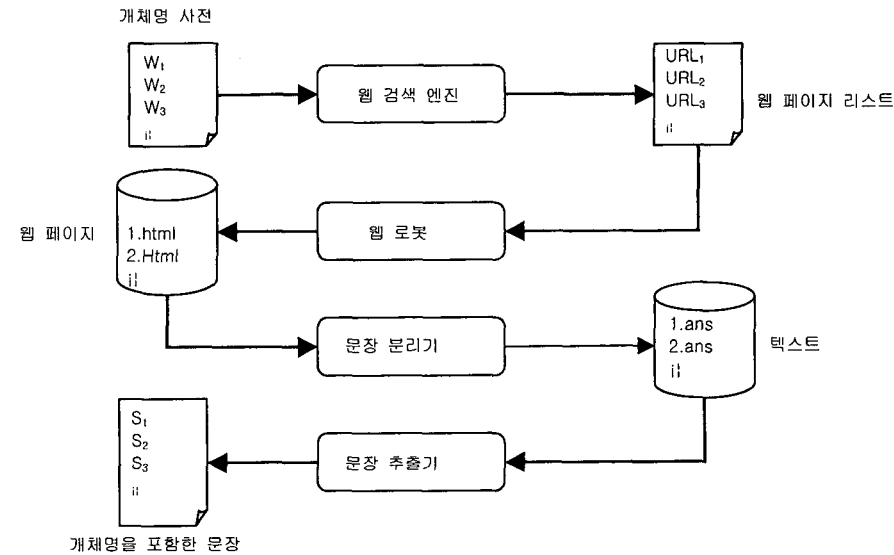 개체명 사전
W₁
W₂
W₃
웹 검색 엔진
URL₁
URL₂
URL₃
웹 페이지 리스트
웹 페이지
1.html
2.Html
웹 로봇
문장 분리기
1.ans
2.ans
텍스트
S₁
S₂
S₃
문장 추출기
개체명을 포함한 문장